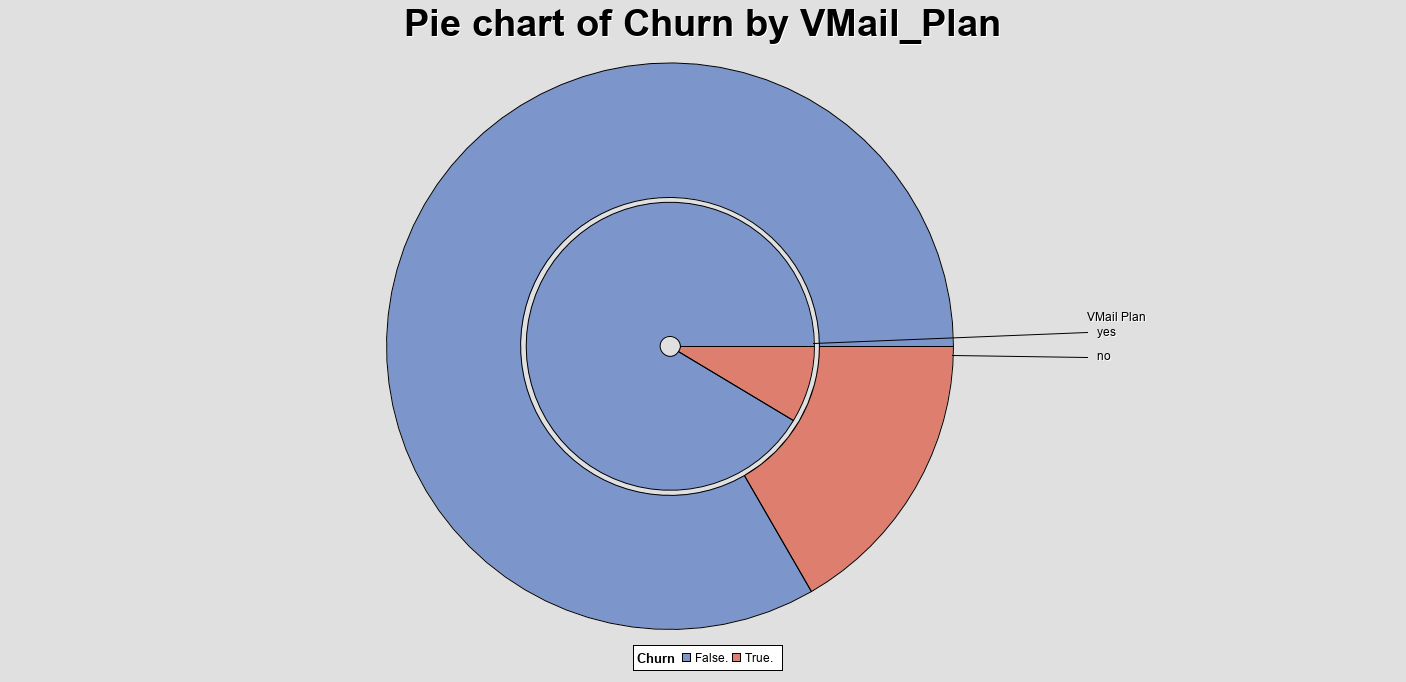 Pie chart of Churn by VMail_Plan
VMail Plan
yes
no
Churn False. True.